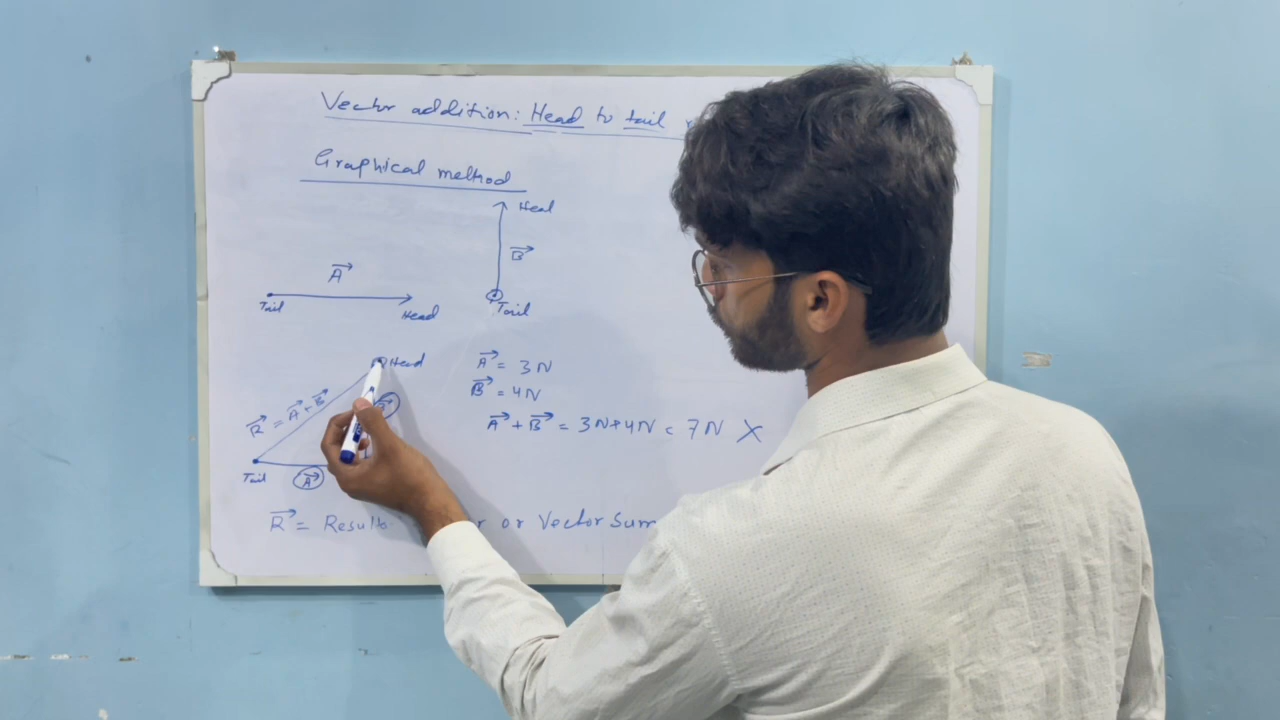 Vector addition: Head to tail
Graphical method
Head
B
Tail
A
Tail
Head
Head
R = A + B
B
Tail
A
A = 3N
B = 4N
A + B = 3N + 4N = 7N X
R = or Vector Sum